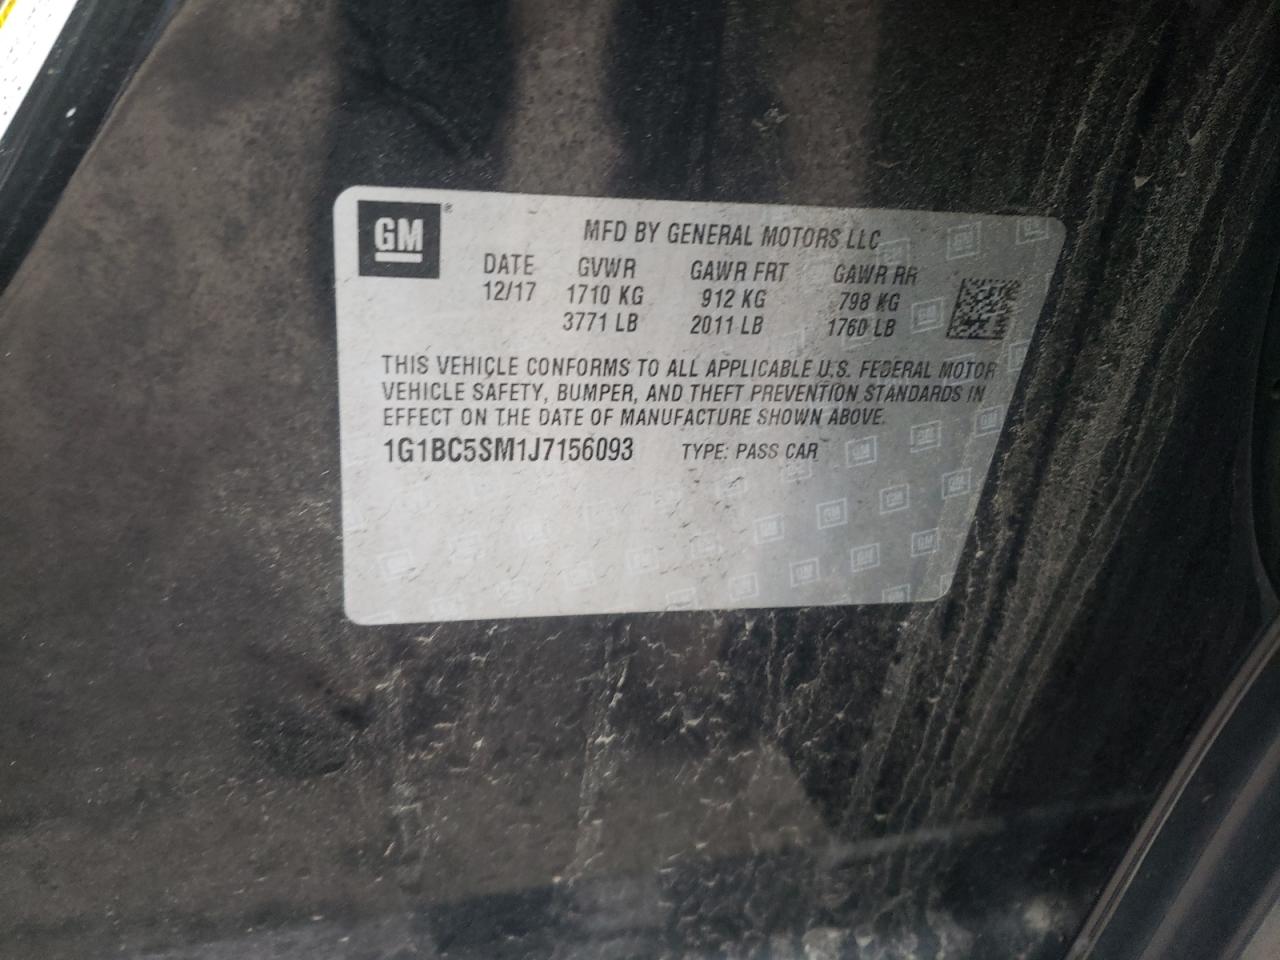 GM®
MFD BY GENERAL MOTORS LLC
DATE GVWR GAWR FRT GAWR RR
12/17 1710 KG 912 KG 798 KG
3771 LB 2011 LB 1760 LB
THIS VEHICLE CONFORMS TO ALL APPLICABLE U.S. FEDERAL MOTOR
VEHICLE SAFETY, BUMPER, AND THEFT PREVENTION STANDARDS IN
EFFECT ON THE DATE OF MANUFACTURE SHOWN ABOVE.
1G1BC5SM1J7156093 TYPE: PASS CAR